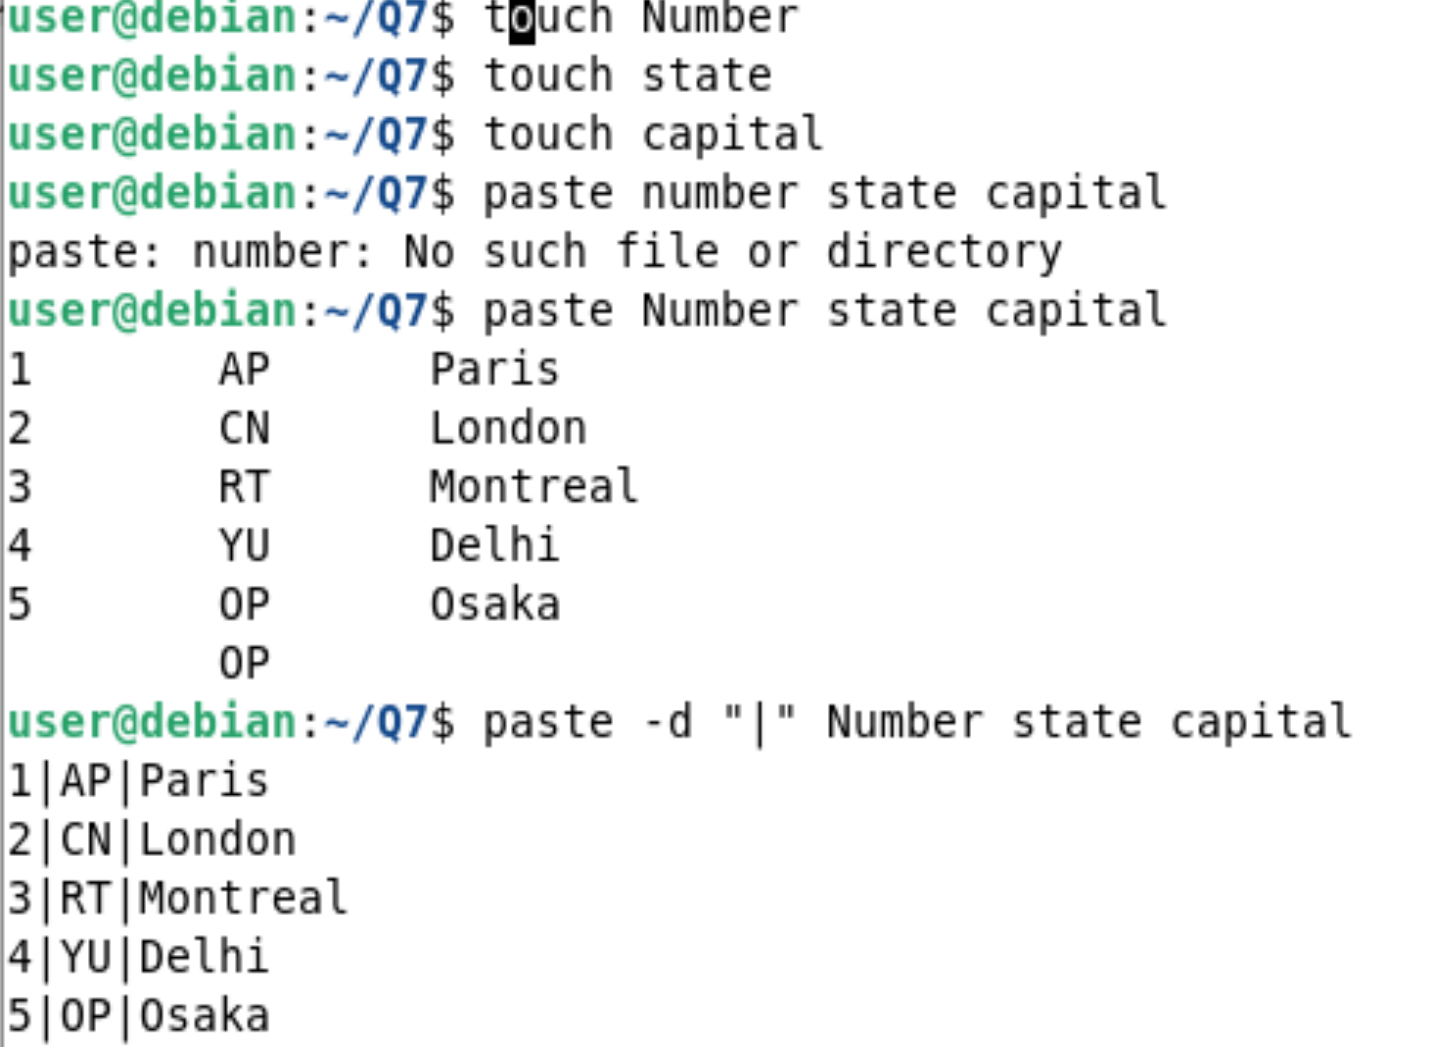 user@debian:~/Q7$ touch Number
user@debian:~/Q7$ touch state
user@debian:~/Q7$ touch capital
user@debian:~/Q7$ paste number state capital
paste: number: No such file or directory
user@debian:~/Q7$ paste Number state capital
1	AP	Paris
2	CN	London
3	RT	Montreal
4	YU	Delhi
5	OP	Osaka
	OP
user@debian:~/Q7$ paste -d "|" Number state capital
1|AP|Paris
2|CN|London
3|RT|Montreal
4|YU|Delhi
5|OP|Osaka